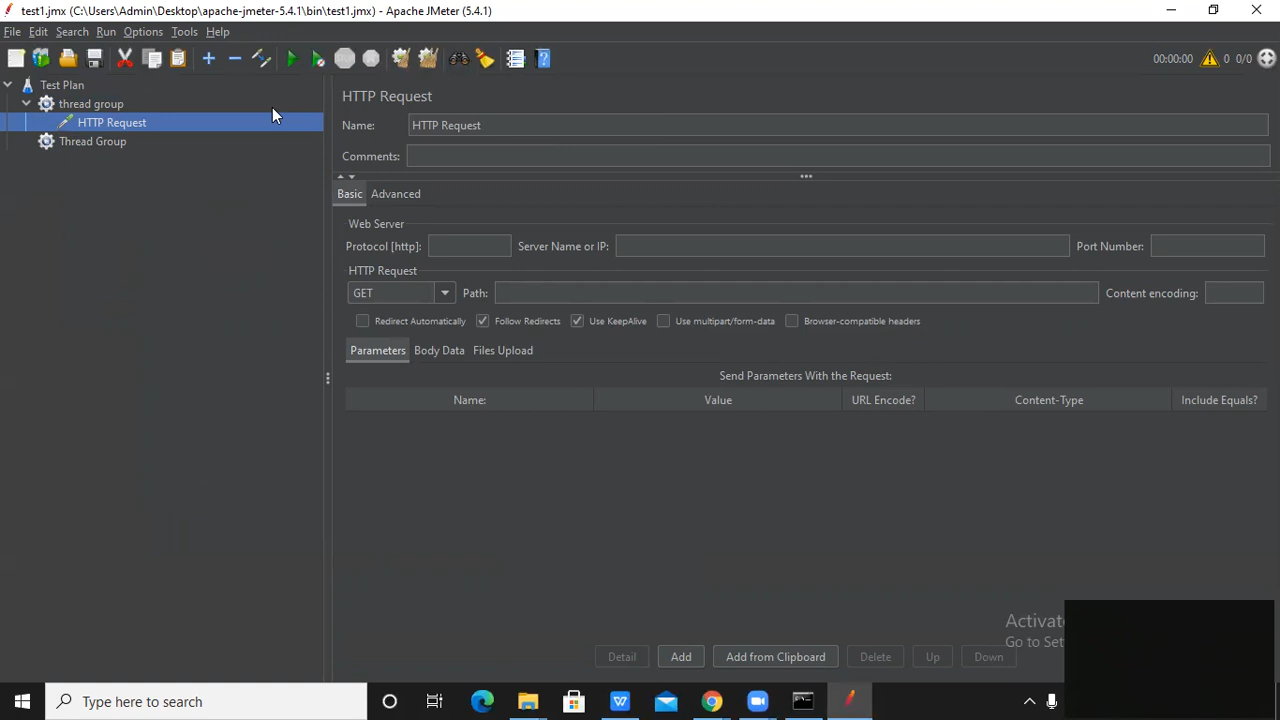 test1.jmx (C:\Users\Admin\Desktop\apache-jmeter-5.4.1\bin\test1.jmx) - Apache JMeter (5.4.1)
File Edit Search Run Options Tools Help
00:00:00 0 0/0
Test Plan
thread group
HTTP Request
Thread Group
HTTP Request
Name: HTTP Request
Comments:
Basic Advanced
Web Server
Protocol [http]: Server Name or IP: Port Number:
HTTP Request
GET Path: Content encoding:
Redirect Automatically Follow Redirects Use KeepAlive Use multipart/form-data Browser-compatible headers
Parameters Body Data Files Upload
Send Parameters With the Request:
Name: Value URL Encode? Content-Type Include Equals?
Activat
Go to Set
Detail Add Add from Clipboard Delete Up Down
Type here to search